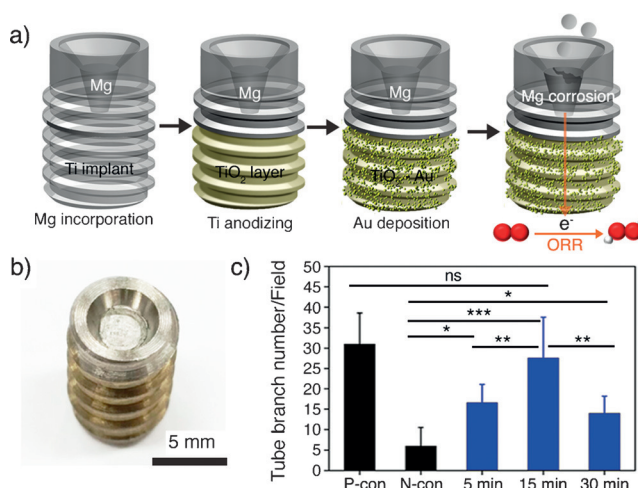 a)
Mg
Mg
Mg
Mg corrosion
Ti implant
TiO2 layer
TiO2 - Au
e-
ORR
Mg incorporation
Ti anodizing
Au deposition
b)
5 mm
c)
Tube branch number/Field
50
45
40
35
30
25
20
15
10
5
0
ns
*
***
*
**
**
P-con
N-con
5 min
15 min
30 min